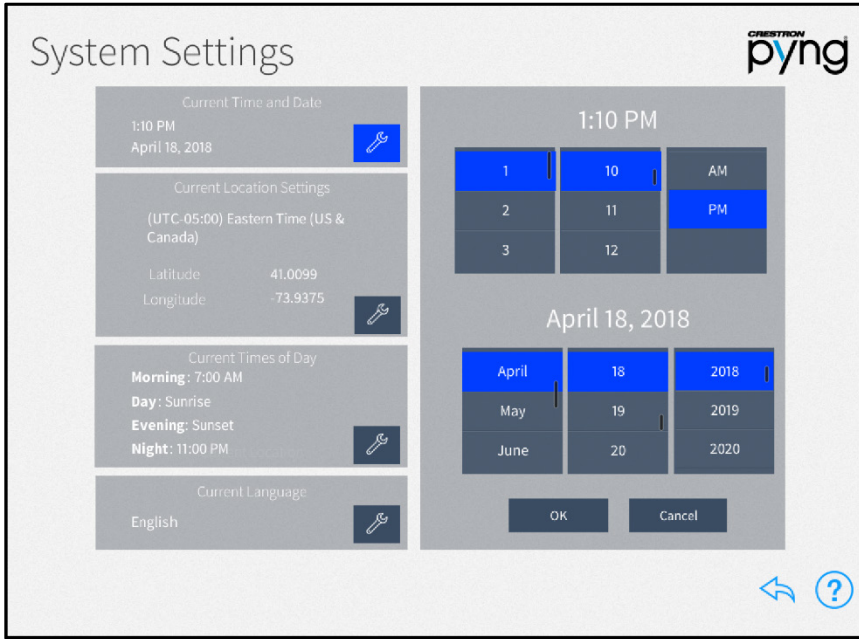 System Settings
CRESTRON
pyng
Current Time and Date
1:10 PM
April 18, 2018
Current Location Settings
(UTC-05:00) Eastern Time (US &
Canada)
Latitude 41.0099
Longitude -73.9375
Current Times of Day
Morning: 7:00 AM
Day: Sunrise
Evening: Sunset
Night: 11:00 PM
Current Language
English
1:10 PM
1 10 AM
2 11 PM
3 12
April 18, 2018
April 18 2018
May 19 2019
June 20 2020
OK Cancel
?